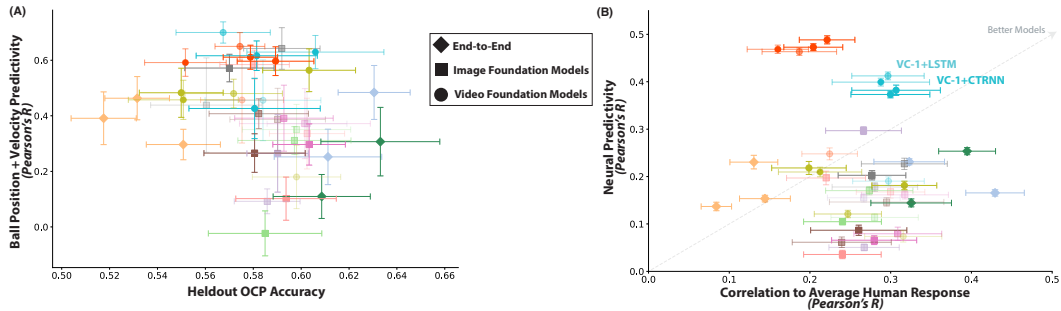 (A)
Ball Position + Velocity Predictivity
(Pearson's R)
0.6
0.4
0.2
0.0
0.50
0.52
0.54
0.56
0.58
0.60
0.62
0.64
0.66
Heldout OCP Accuracy
End-to-End
Image Foundation Models
Video Foundation Models
(B)
Neural Predictivity
(Pearson's R)
0.5
0.4
0.3
0.2
0.1
0.0
0.0
0.1
0.2
0.3
0.4
0.5
Correlation to Average Human Response
(Pearson's R)
Better Models
VC-1+LSTM
VC-1+CTRNN